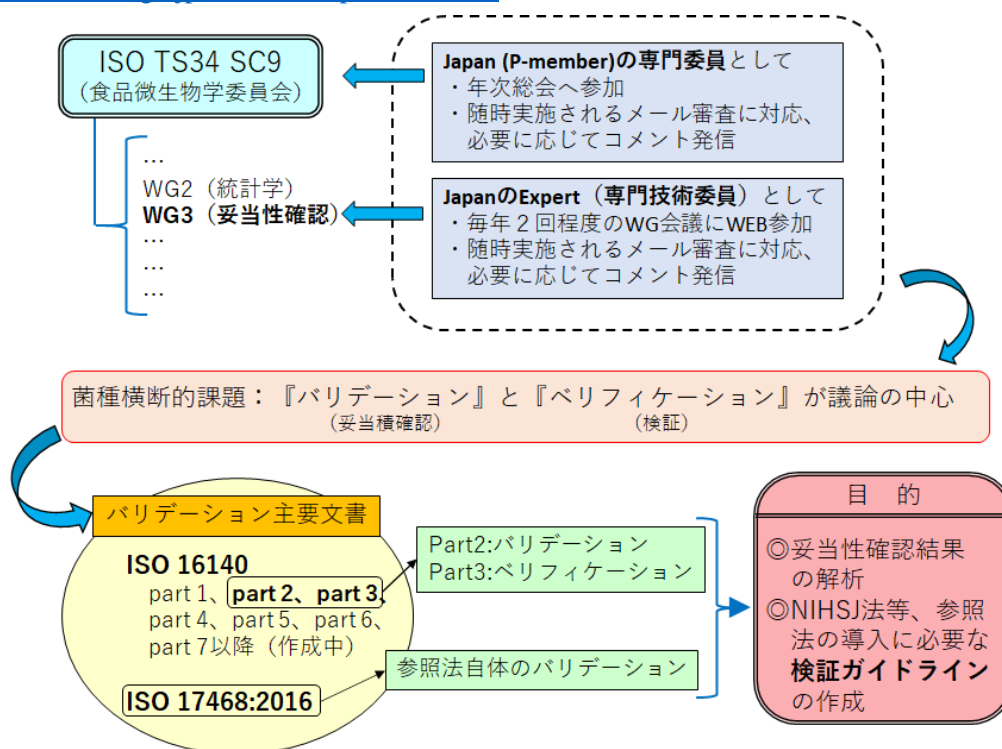 ISO TS34 SC9
(食品微生物学委員会)
…
WG2(統計学)
WG3(妥当性確認)
…
…
…
Japan (P-member)の専門委員として
・年次総会へ参加
・随時実施されるメール審査に対応、
必要に応じてコメント発信
JapanのExpert(専門技術委員)として
・毎年2回程度のWG会議にWEB参加
・随時実施されるメール審査に対応、
必要に応じてコメント発信
菌種横断的課題:『バリデーション』と『ベリフィケーション』が議論の中心
(妥当積確認)
(検証)
バリデーション主要文書
ISO 16140
part 1、part 2、part 3、
part 4、part 5、part 6、
part 7以降(作成中)
ISO 17468:2016
Part2:バリデーション
Part3:ベリフィケーション
参照法自体のバリデーション
目 的
◎妥当性確認結果
の解析
◎NIHSJ法等、参照
法の導入に必要な
検証ガイドライン
の作成